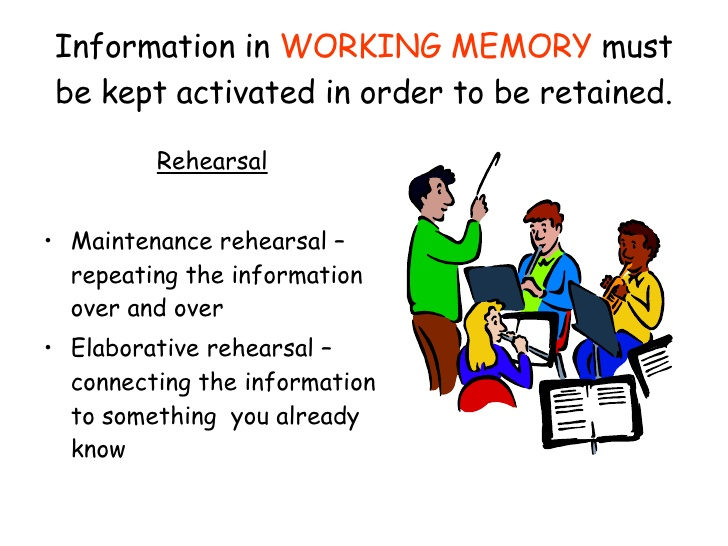 Information in WORKING MEMORY must
be kept activated in order to be retained.
Rehearsal
• Maintenance rehearsal –
repeating the information
over and over
• Elaborative rehearsal –
connecting the information
to something  you already
know